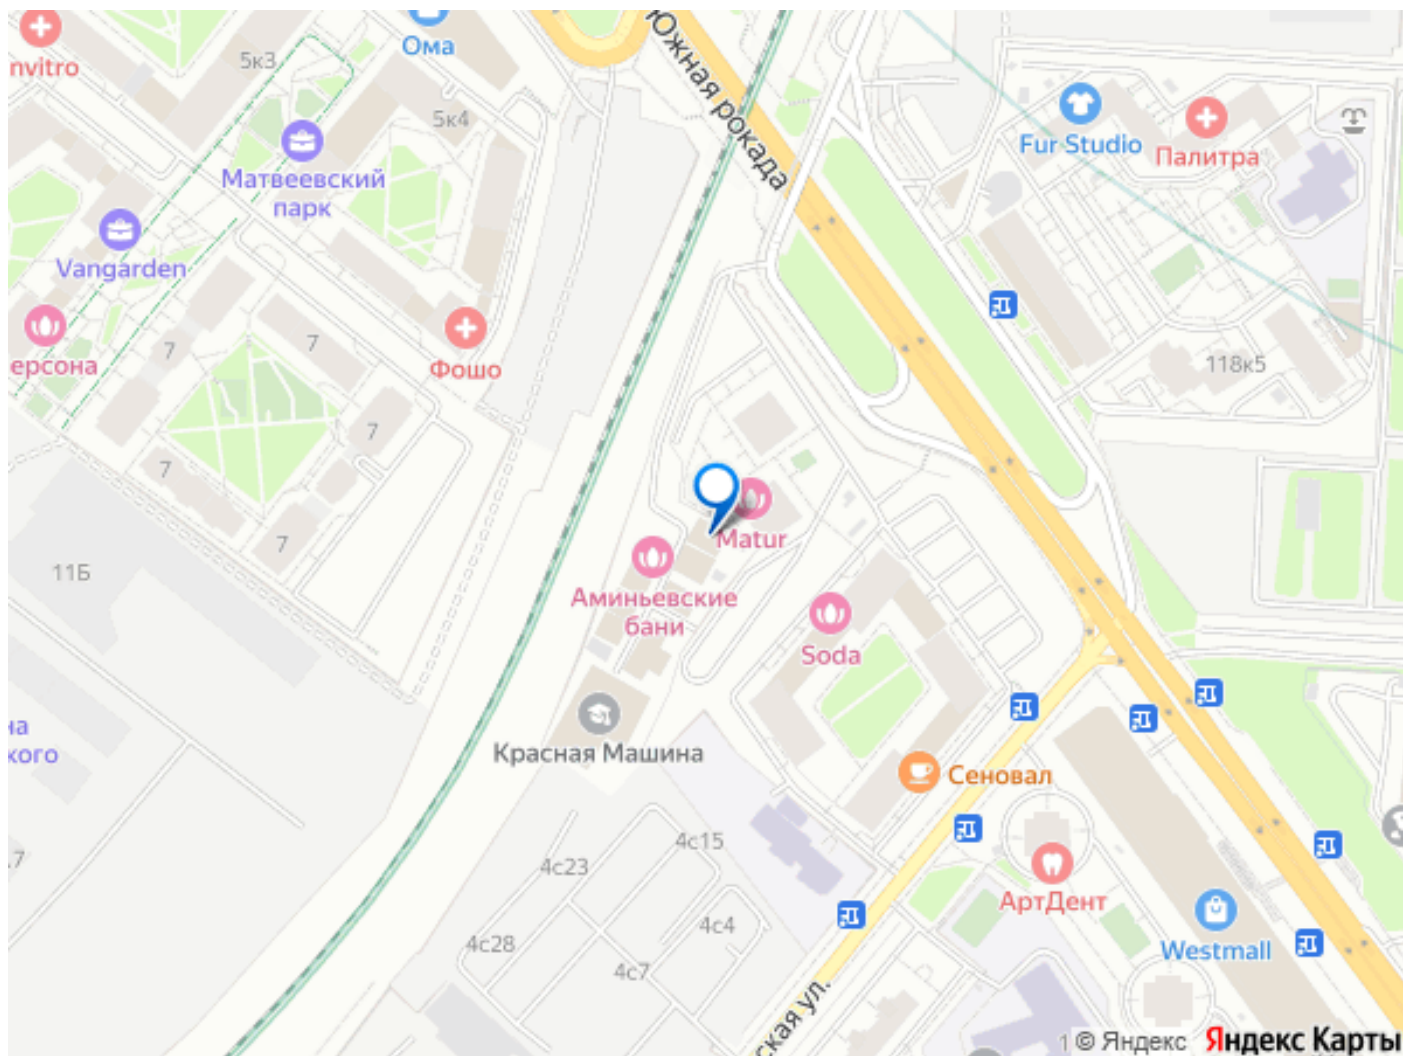 nvitro
Ома
5к3
5к4
Южная рокада
Fur Studio
Палитра
Матвеевский
парк
Vangarden
ерсона
7
7
Фошо
118к5
7
7
7
Matur
11Б
Аминьевские
бани
Soda
на
кого
Красная Машина
Сеновал
4с15
4с23
АртДент
4с4
4с28
4с7
Westmall
ская ул.
1
© Яндекс
Яндекс Карты